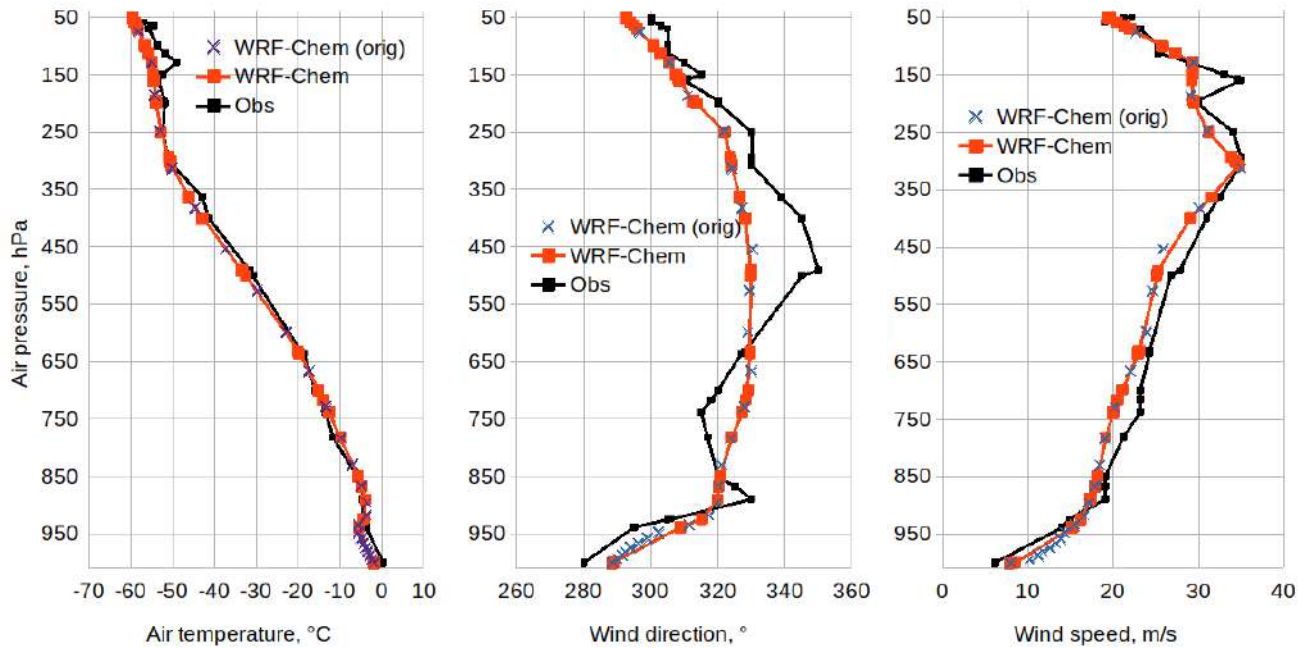 50
150
250
350
450
550
650
750
850
950
Air pressure, hPa
WRF-Chem (orig)
WRF-Chem
Obs
-70 -60 -50 -40 -30 -20 -10 0 10
Air temperature, °C
50
150
250
350
450
550
650
750
850
950
WRF-Chem (orig)
WRF-Chem
Obs
260 280 300 320 340 360
Wind direction, °
50
150
250
350
450
550
650
750
850
950
WRF-Chem (orig)
WRF-Chem
Obs
0 10 20 30 40
Wind speed, m/s